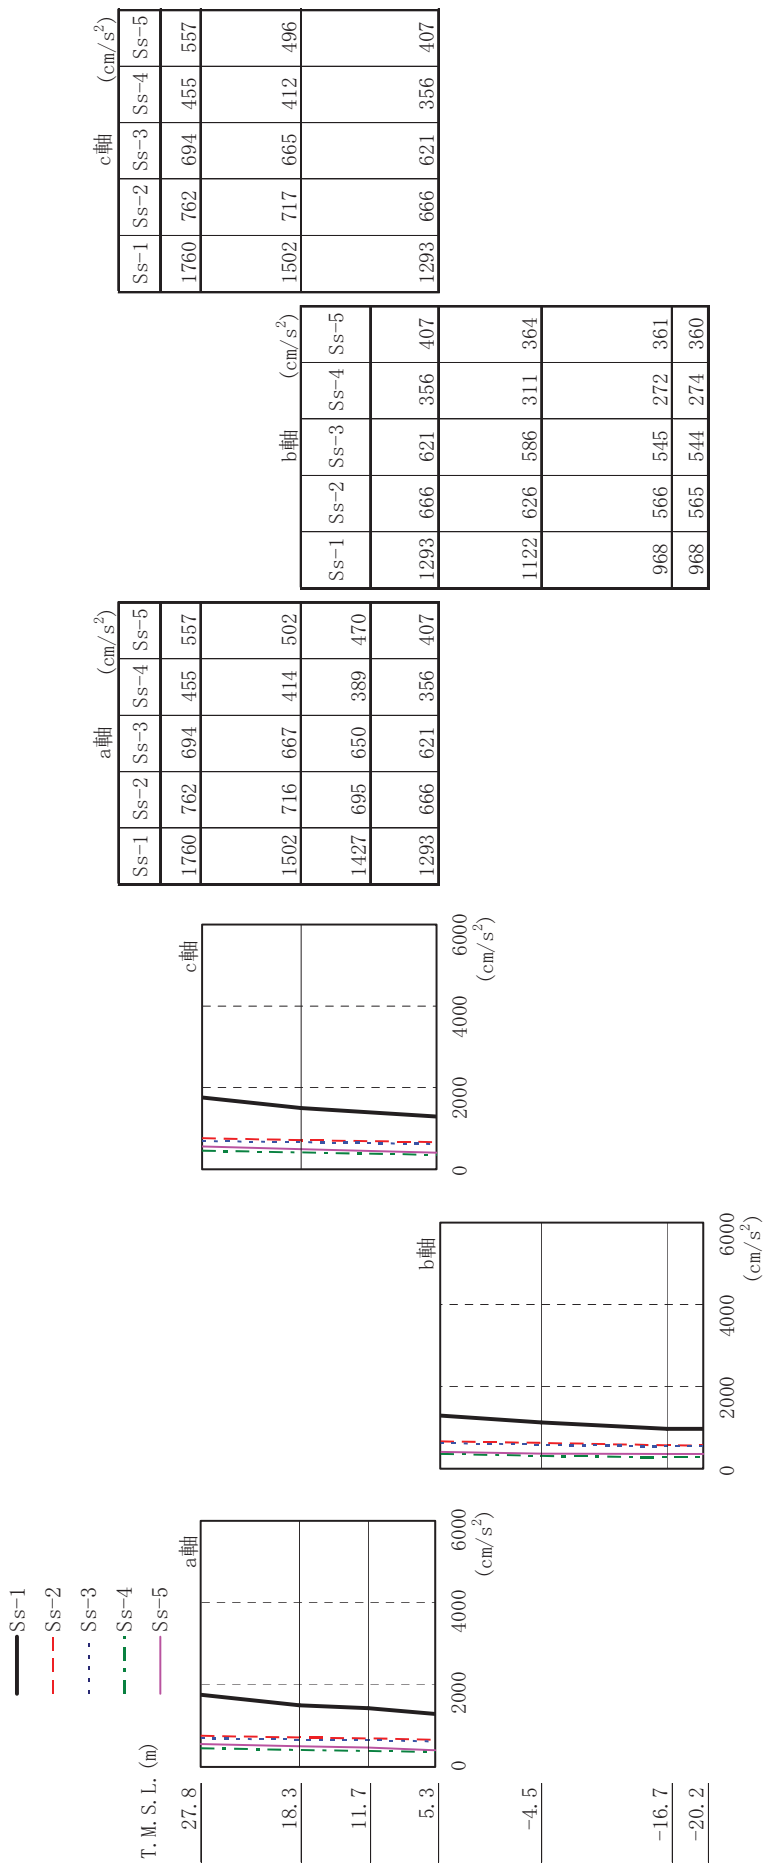 Ss-1
Ss-2
Ss-3
Ss-4
Ss-5
T.M.S.L.(m)
27.8
18.3
11.7
5.3
-4.5
-16.7
-20.2
a軸
0 2000 4000 6000
(cm/s²)
b軸
0 2000 4000 6000
(cm/s²)
c軸
0 2000 4000 6000
(cm/s²)
a軸 (cm/s²)
Ss-1 Ss-2 Ss-3 Ss-4 Ss-5
1760 762 694 455 557
1502 716 667 414 502
1427 695 650 389 470
1293 666 621 356 407
b軸 (cm/s²)
Ss-1 Ss-2 Ss-3 Ss-4 Ss-5
1293 666 621 356 407
1122 626 586 311 364
968 566 545 272 361
968 565 544 274 360
c軸 (cm/s²)
Ss-1 Ss-2 Ss-3 Ss-4 Ss-5
1760 762 694 455 557
1502 717 665 412 496
1293 666 621 356 407